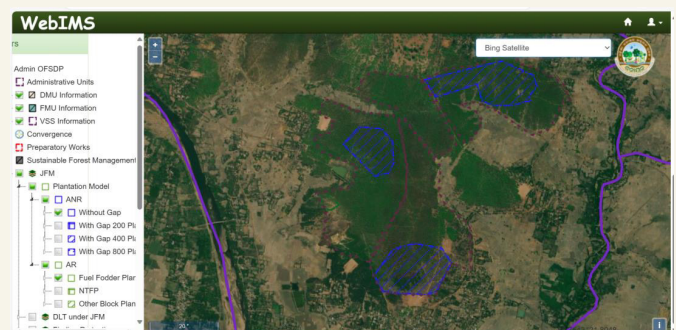 WebIMS
rs
Bing Satellite
Admin OFSDP
Administrative Units
DMU Information
FMU Information
VSS Information
Convergence
Preparatory Works
Sustainable Forest Management
JFM
Plantation Model
ANR
Without Gap
With Gap 200 Pla
With Gap 400 Pla
With Gap 800 Pla
AR
Fuel Fodder Plan
NTFP
Other Block Plan
DLT under JFM